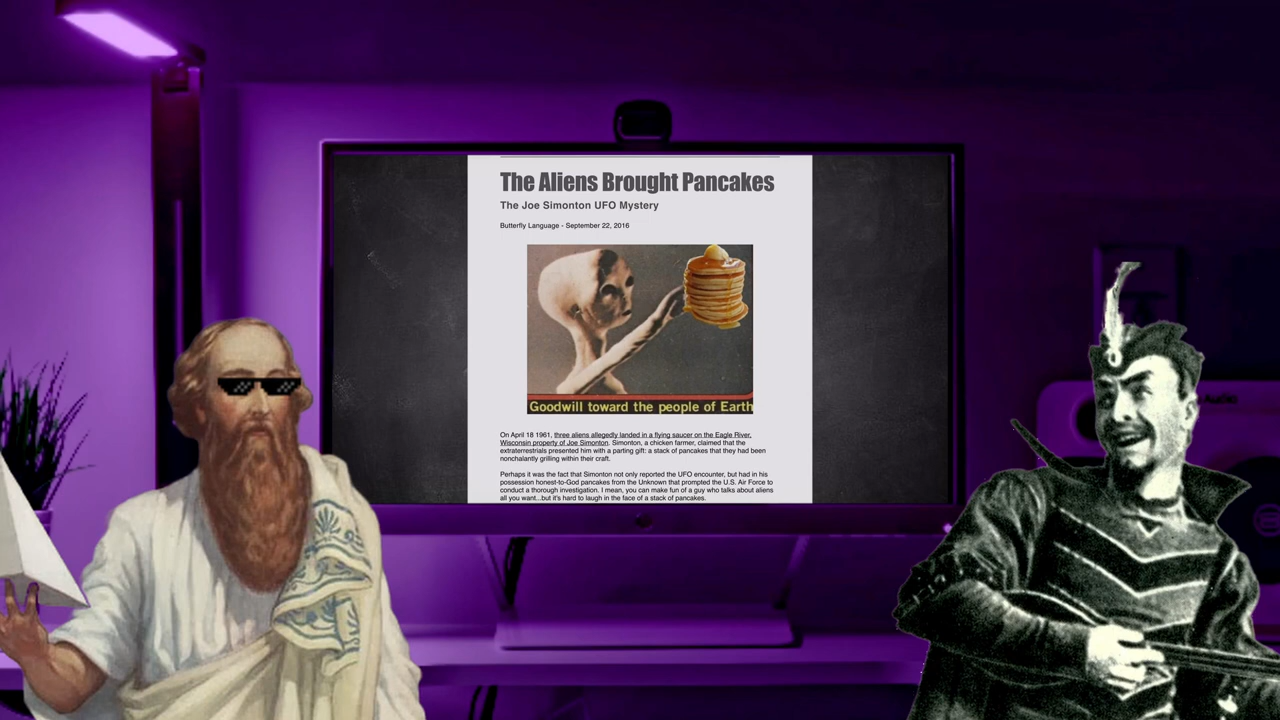 The Aliens Brought Pancakes
The Joe Simonton UFO Mystery
Butterfly Language - September 22, 2016
Goodwill toward the people of Earth
On April 18 1961, three aliens allegedly landed in a flying saucer on the Eagle River,
Wisconsin property of Joe Simonton. Simonton, a chicken farmer, claimed that the
extraterrestrials presented him with a parting gift: a stack of pancakes that they had been
nonchalantly grilling within their craft.
Perhaps it was the fact that Simonton not only reported the UFO encounter, but had in his
possession honest-to-God pancakes from the Unknown that prompted the U.S. Air Force to
conduct a thorough investigation. I mean, you can make fun of a guy who talks about aliens
all you want...but it's hard to laugh in the face of a stack of pancakes.